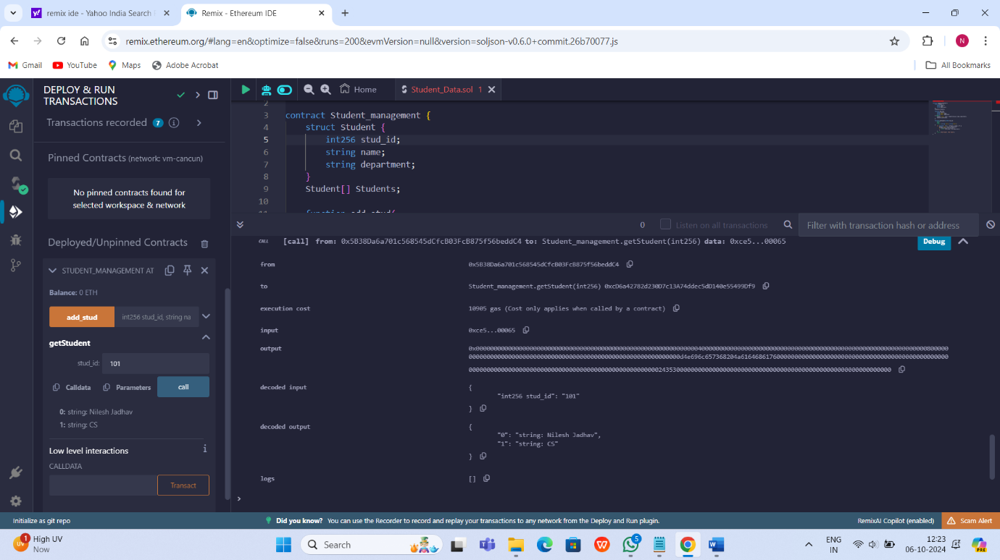 remix ide - Yahoo India Search
Remix - Ethereum IDE
remix.ethereum.org/#lang=en&optimize=false&runs=200&evmVersion=null&version=soljson-v0.6.0+commit.26b70077.js
N
Gmail
YouTube
Maps
Adobe Acrobat
All Bookmarks
DEPLOY & RUN
TRANSACTIONS
Transactions recorded 7 i
Pinned Contracts (network: vm-cancun)
No pinned contracts found for
selected workspace & network
Deployed/Unpinned Contracts
STUDENT_MANAGEMENT AT
Balance: 0 ETH
add_stud
int256 stud_id, string na
getStudent
stud_id:
101
Calldata
Parameters
call
0: string: Nilesh Jadhav
1: string: CS
Low level interactions
i
CALLDATA
Transact
Home
Student_Data.sol 1
2
3 contract Student_management {
4 struct Student {
5 int256 stud_id;
6 string name;
7 string department;
8 }
9 Student[] Students;
10
0
Listen on all transactions
Filter with transaction hash or address
CALL
[call] from: 0x5B38Da6a701c568545dCfcB03FcB875f56beddC4 to: Student_management.getStudent(int256) data: 0xce5...00065
Debug
from
0x5B38Da6a701c568545dCfcB03FcB875f56beddC4
to
Student_management.getStudent(int256) 0xcD6a42782d230D7c13A74ddec5dD140e55499Df9
execution cost
10905 gas (Cost only applies when called by a contract)
input
0xce5...00065
output
decoded input
{
"int256 stud_id": "101"
}
decoded output
{
"0": "string: Nilesh Jadhav",
"1": "string: CS"
}
logs
[]
>
Initialize as git repo
Did you know? You can use the Recorder to record and replay your transactions to any network from the Deploy and Run plugin.
RemixAI Copilot (enabled)
Scam Alert
1
High UV
Now
Search
5
ENG
IN
12:23
06-10-2024
PRE